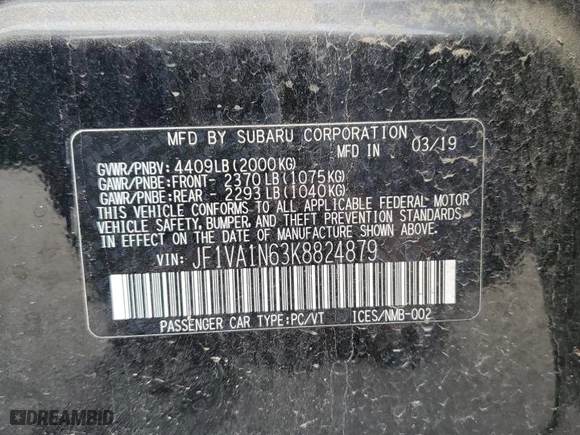 MFD BY SUBARU CORPORATION
MFD IN 03/19
GVWR/PNBV: 4409LB(2000KG)
GAWR/PNBE:FRONT- 2370LB(1075KG)
GAWR/PNBE:REAR - 2293LB(1040KG)
THIS VEHICLE CONFORMS TO ALL APPLICABLE FEDERAL MOTOR
VEHICLE SAFETY, BUMPER, AND THEFT PREVENTION STANDARDS
IN EFFECT ON THE DATE OF MANUFACTURE SHOWN ABOVE.
VIN: JF1VA1N63K8824879
PASSENGER CAR TYPE:PC/VT ICES/NMB-002
DREAMBID